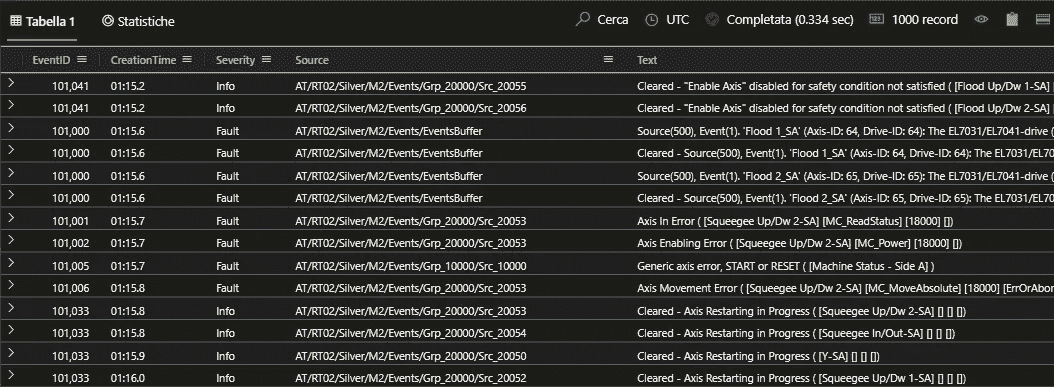 Tabella 1 Statistiche Cerca UTC Completata (0.334 sec) 123 1000 record
EventID CreationTime Severity Source Text
101,041 01:15.2 Info AT/RT02/Silver/M2/Events/Grp_20000/Src_20055 Cleared - "Enable Axis" disabled for safety condition not satisfied ( [Flood Up/Dw 1-SA] [
101,041 01:15.2 Info AT/RT02/Silver/M2/Events/Grp_20000/Src_20056 Cleared - "Enable Axis" disabled for safety condition not satisfied ( [Flood Up/Dw 2-SA] [
101,000 01:15.6 Fault AT/RT02/Silver/M2/Events/EventsBuffer Source(500), Event(1). 'Flood 1_SA' (Axis-ID: 64, Drive-ID: 64): The EL7031/EL7041-drive (
101,000 01:15.6 Fault AT/RT02/Silver/M2/Events/EventsBuffer Cleared - Source(500), Event(1). 'Flood 1_SA' (Axis-ID: 64, Drive-ID: 64): The EL7031/EL70
101,000 01:15.6 Fault AT/RT02/Silver/M2/Events/EventsBuffer Source(500), Event(1). 'Flood 2_SA' (Axis-ID: 65, Drive-ID: 65): The EL7031/EL7041-drive (
101,000 01:15.6 Fault AT/RT02/Silver/M2/Events/EventsBuffer Cleared - Source(500), Event(1). 'Flood 2_SA' (Axis-ID: 65, Drive-ID: 65): The EL7031/EL70
101,001 01:15.7 Fault AT/RT02/Silver/M2/Events/Grp_20000/Src_20053 Axis In Error ( [Squeegee Up/Dw 2-SA] [MC_ReadStatus] [18000] [])
101,002 01:15.7 Fault AT/RT02/Silver/M2/Events/Grp_20000/Src_20053 Axis Enabling Error ( [Squeegee Up/Dw 2-SA] [MC_Power] [18000] [])
101,005 01:15.7 Fault AT/RT02/Silver/M2/Events/Grp_10000/Src_10000 Generic axis error, START or RESET ( [Machine Status - Side A] )
101,006 01:15.8 Fault AT/RT02/Silver/M2/Events/Grp_20000/Src_20053 Axis Movement Error ( [Squeegee Up/Dw 2-SA] [MC_MoveAbsolute] [18000] [ErrOrAbor
101,033 01:15.8 Info AT/RT02/Silver/M2/Events/Grp_20000/Src_20053 Cleared - Axis Restarting in Progress ( [Squeegee Up/Dw 2-SA] [] [] [])
101,033 01:15.8 Info AT/RT02/Silver/M2/Events/Grp_20000/Src_20054 Cleared - Axis Restarting in Progress ( [Squeegee In/Out-SA] [] [] [])
101,033 01:15.9 Info AT/RT02/Silver/M2/Events/Grp_20000/Src_20050 Cleared - Axis Restarting in Progress ( [Y-SA] [] [] [])
101,033 01:16.0 Info AT/RT02/Silver/M2/Events/Grp_20000/Src_20052 Cleared - Axis Restarting in Progress ( [Squeegee Up/Dw 1-SA] [] [] [])